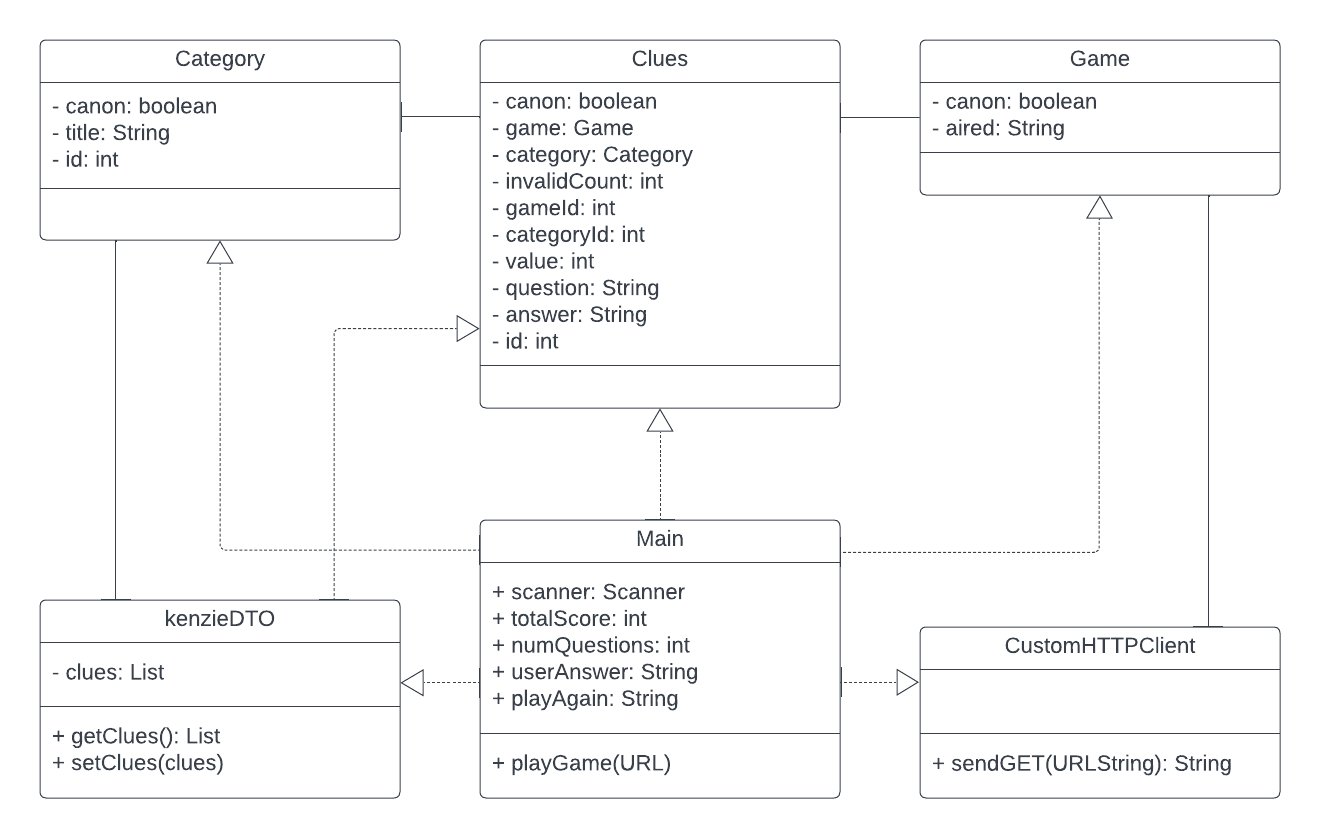 Category
- canon: boolean
- title: String
- id: int
Clues
- canon: boolean
- game: Game
- category: Category
- invalidCount: int
- gameId: int
- categoryId: int
- value: int
- question: String
- answer: String
- id: int
Game
- canon: boolean
- aired: String
kenzieDTO
- clues: List
+ getClues(): List
+ setClues(clues)
Main
+ scanner: Scanner
+ totalScore: int
+ numQuestions: int
+ userAnswer: String
+ playAgain: String
+ playGame(URL)
CustomHTTPClient
+ sendGET(URLString): String